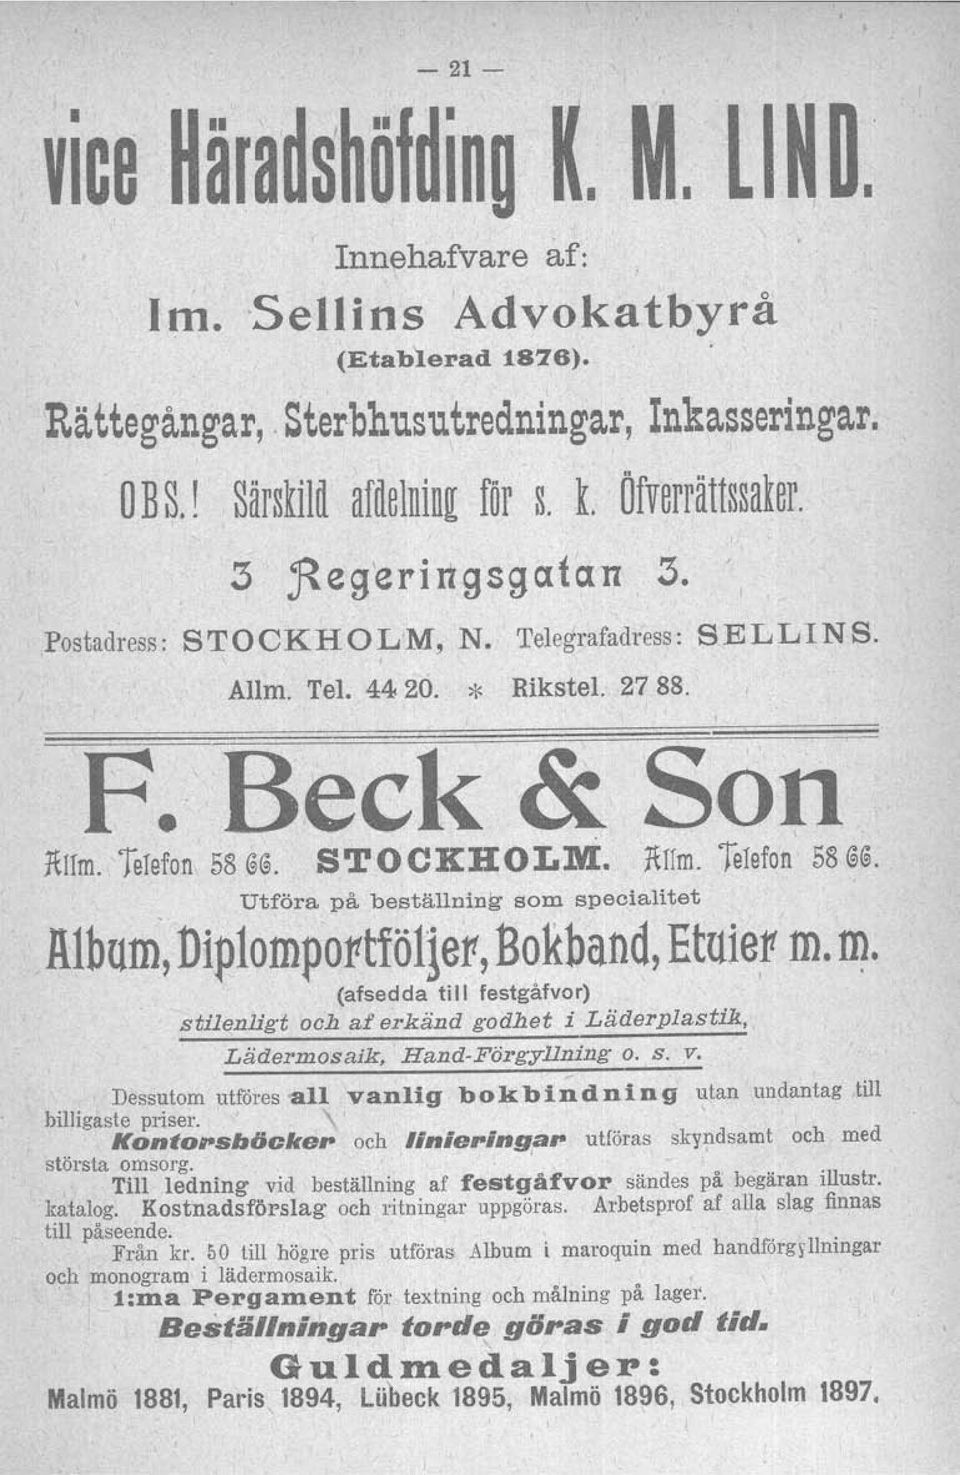 — 21 —
vice Häradshöfding K. M. LIND.
Innehafvare af:
Im. Sellins Advokatbyrå
(Etablerad 1876).
Rättegångar, Sterbhusutredningar, Inkasseringar.
OBS.! Särskild afdelning för s. k. Öfverrättssaker.
3 Regeringsgatan 3.
Postadress: STOCKHOLM, N. Telegrafadress: SELLINS.
Allm. Tel. 44 20. * Rikstel. 27 88.
F. Beck & Son
Allm. Telefon 58 66. STOCKHOLM. Allm. Telefon 58 66.
Utföra på beställning som specialitet
Album, Diplomportföljer, Bokband, Etuier m. m.
(afsedda till festgåfvor)
stilenligt och af erkänd godhet i Läderplastik,
Lädermosaik, Hand-Förgyllning o. s. v.
Dessutom utföres all vanlig bokbindning utan undantag till
billigaste priser.
Kontorsböcker och linieringar utföras skyndsamt och med
största omsorg.
Till ledning vid beställning af festgåfvor sändes på begäran illustr.
katalog. Kostnadsförslag och ritningar uppgöras. Arbetsprof af alla slag finnas
till påseende.
Från kr. 50 till högre pris utföras Album i maroquin med handförgyllningar
och monogram i lädermosaik.
1:ma Pergament för textning och målning på lager.
Beställningar torde göras i god tid.
Guldmedaljer:
Malmö 1881, Paris 1894, Lübeck 1895, Malmö 1896, Stockholm 1897.